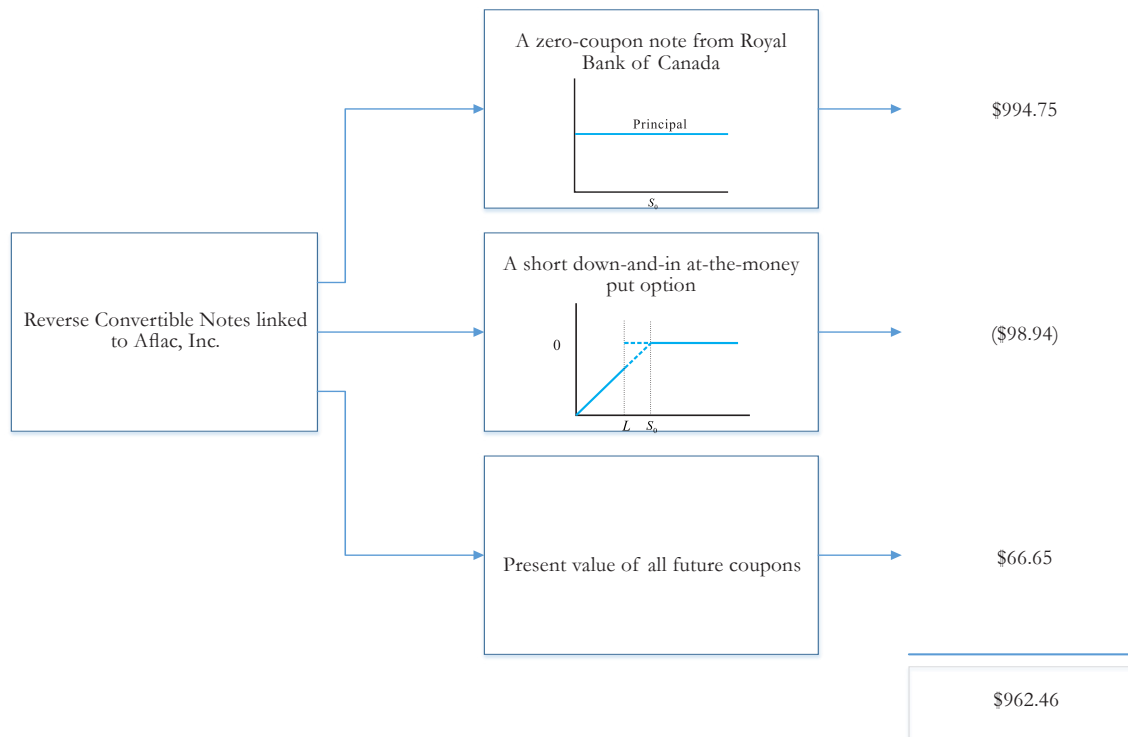 A zero-coupon note from Royal
Bank of Canada
Principal
S₀
$994.75
Reverse Convertible Notes linked
to Aflac, Inc.
A short down-and-in at-the-money
put option
0
L S₀
($98.94)
Present value of all future coupons
$66.65
$962.46